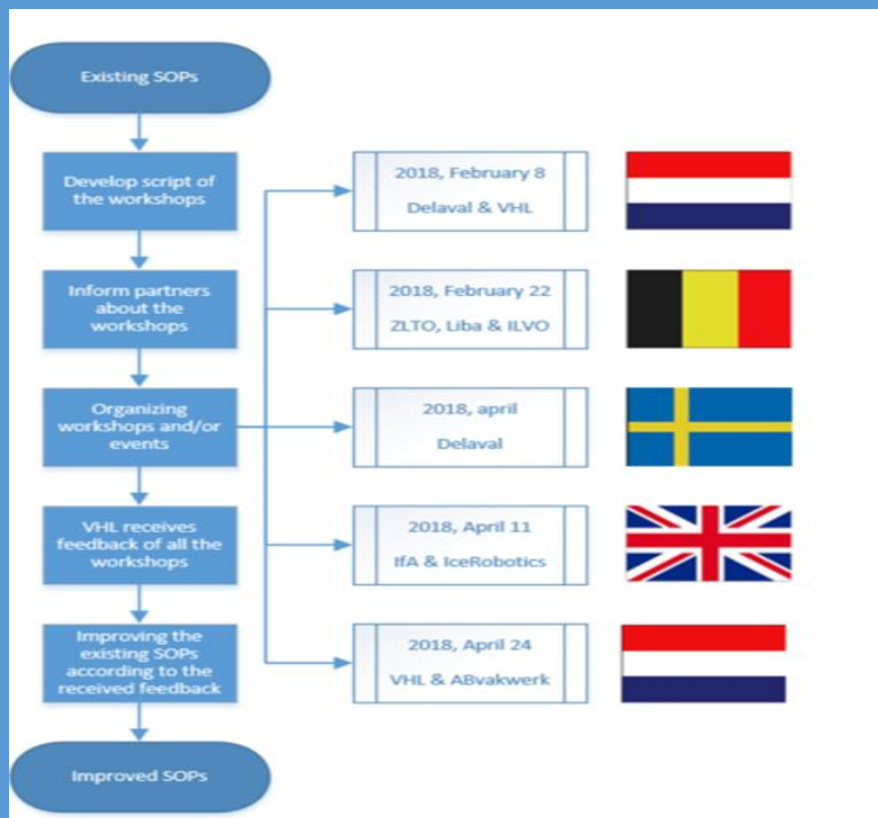 Existing SOPs
Develop script of
the workshops
Inform partners
about the
workshops
Organizing
workshops and/or
events
VHL receives
feedback of all the
workshops
Improving the
existing SOPs
according to the
received feedback
Improved SOPs
2018, February 8
Delaval & VHL
2018, February 22
ZLTO, Liba & ILVO
2018, april
Delaval
2018, April 11
IfA & IceRobotics
2018, April 24
VHL & ABvakwerk